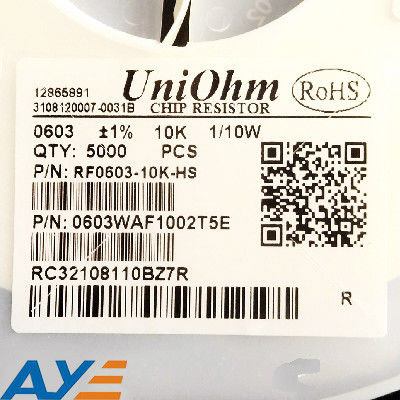 12865891
3108120007-0031B
UniOhm
CHIP RESISTOR
RoHS
0603 ±1% 10K 1/10W
QTY: 5000 PCS
P/N: RF0603-10K-HS
P/N: 0603WAF1002T5E
RC32108110BZ7R
R
AYE